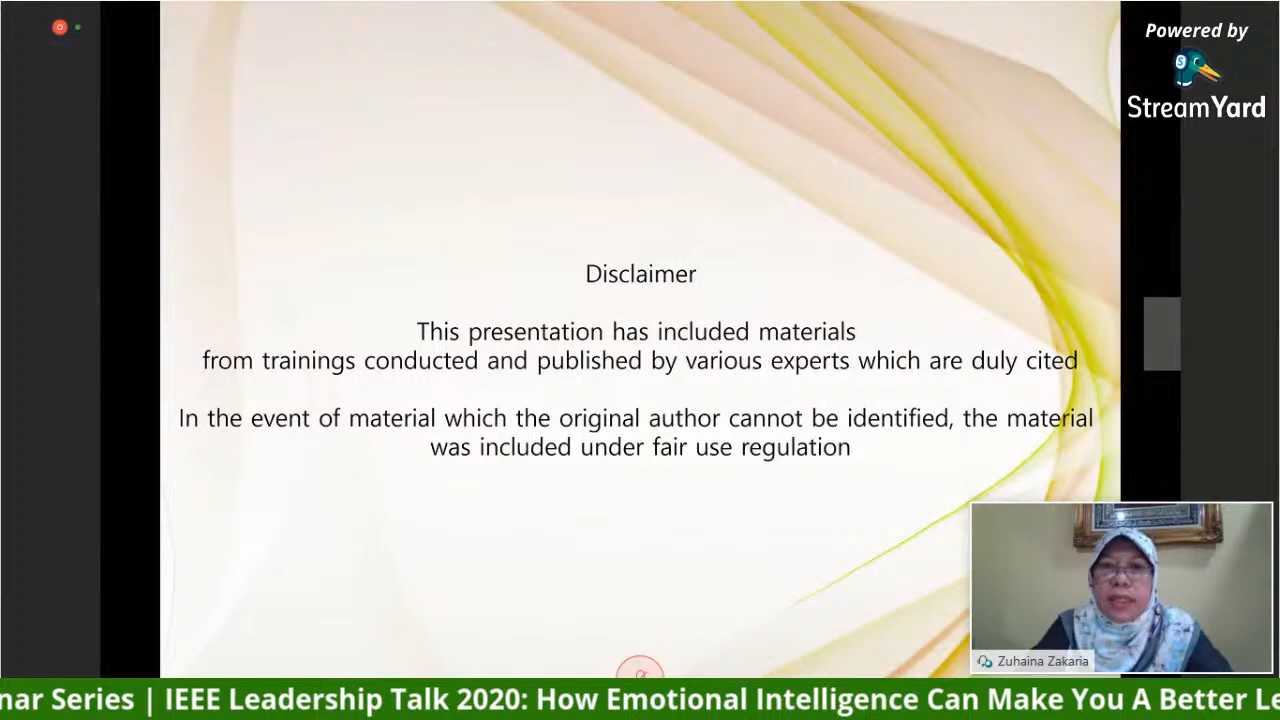 Powered by
StreamYard
Disclaimer
This presentation has included materials
from trainings conducted and published by various experts which are duly cited
In the event of material which the original author cannot be identified, the material
was included under fair use regulation
Zuhaina Zakaria
nar Series | IEEE Leadership Talk 2020: How Emotional Intelligence Can Make You A Better Le